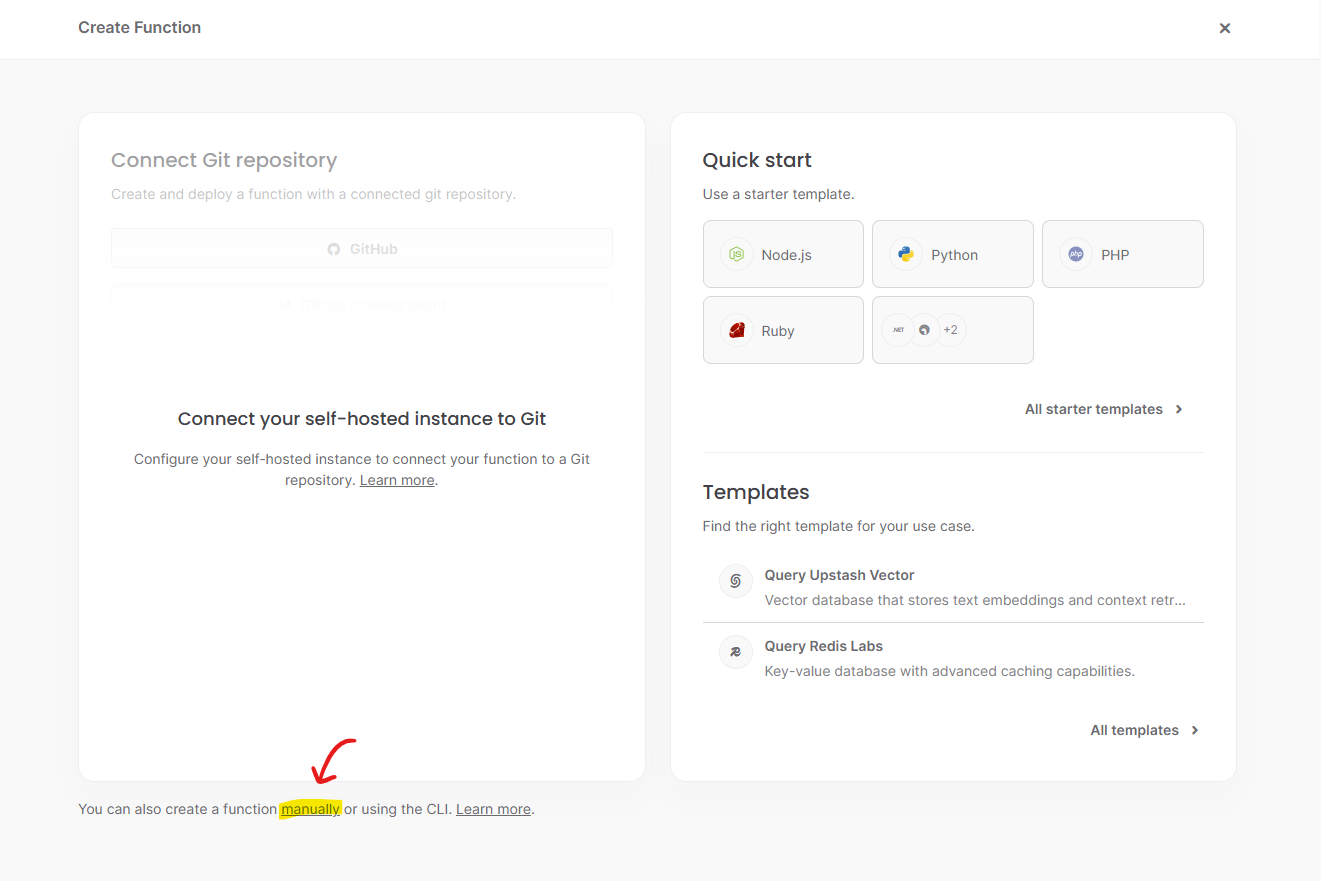 Create Function
Connect Git repository
Create and deploy a function with a connected git repository.
GitHub
Connect your self-hosted instance to Git
Configure your self-hosted instance to connect your function to a Git
repository. Learn more.
Quick start
Use a starter template.
Node.js
Python
php
PHP
Ruby
.NET
+2
All starter templates
Templates
Find the right template for your use case.
Query Upstash Vector
Vector database that stores text embeddings and context retr...
Query Redis Labs
Key-value database with advanced caching capabilities.
All templates
You can also create a function manually or using the CLI. Learn more.